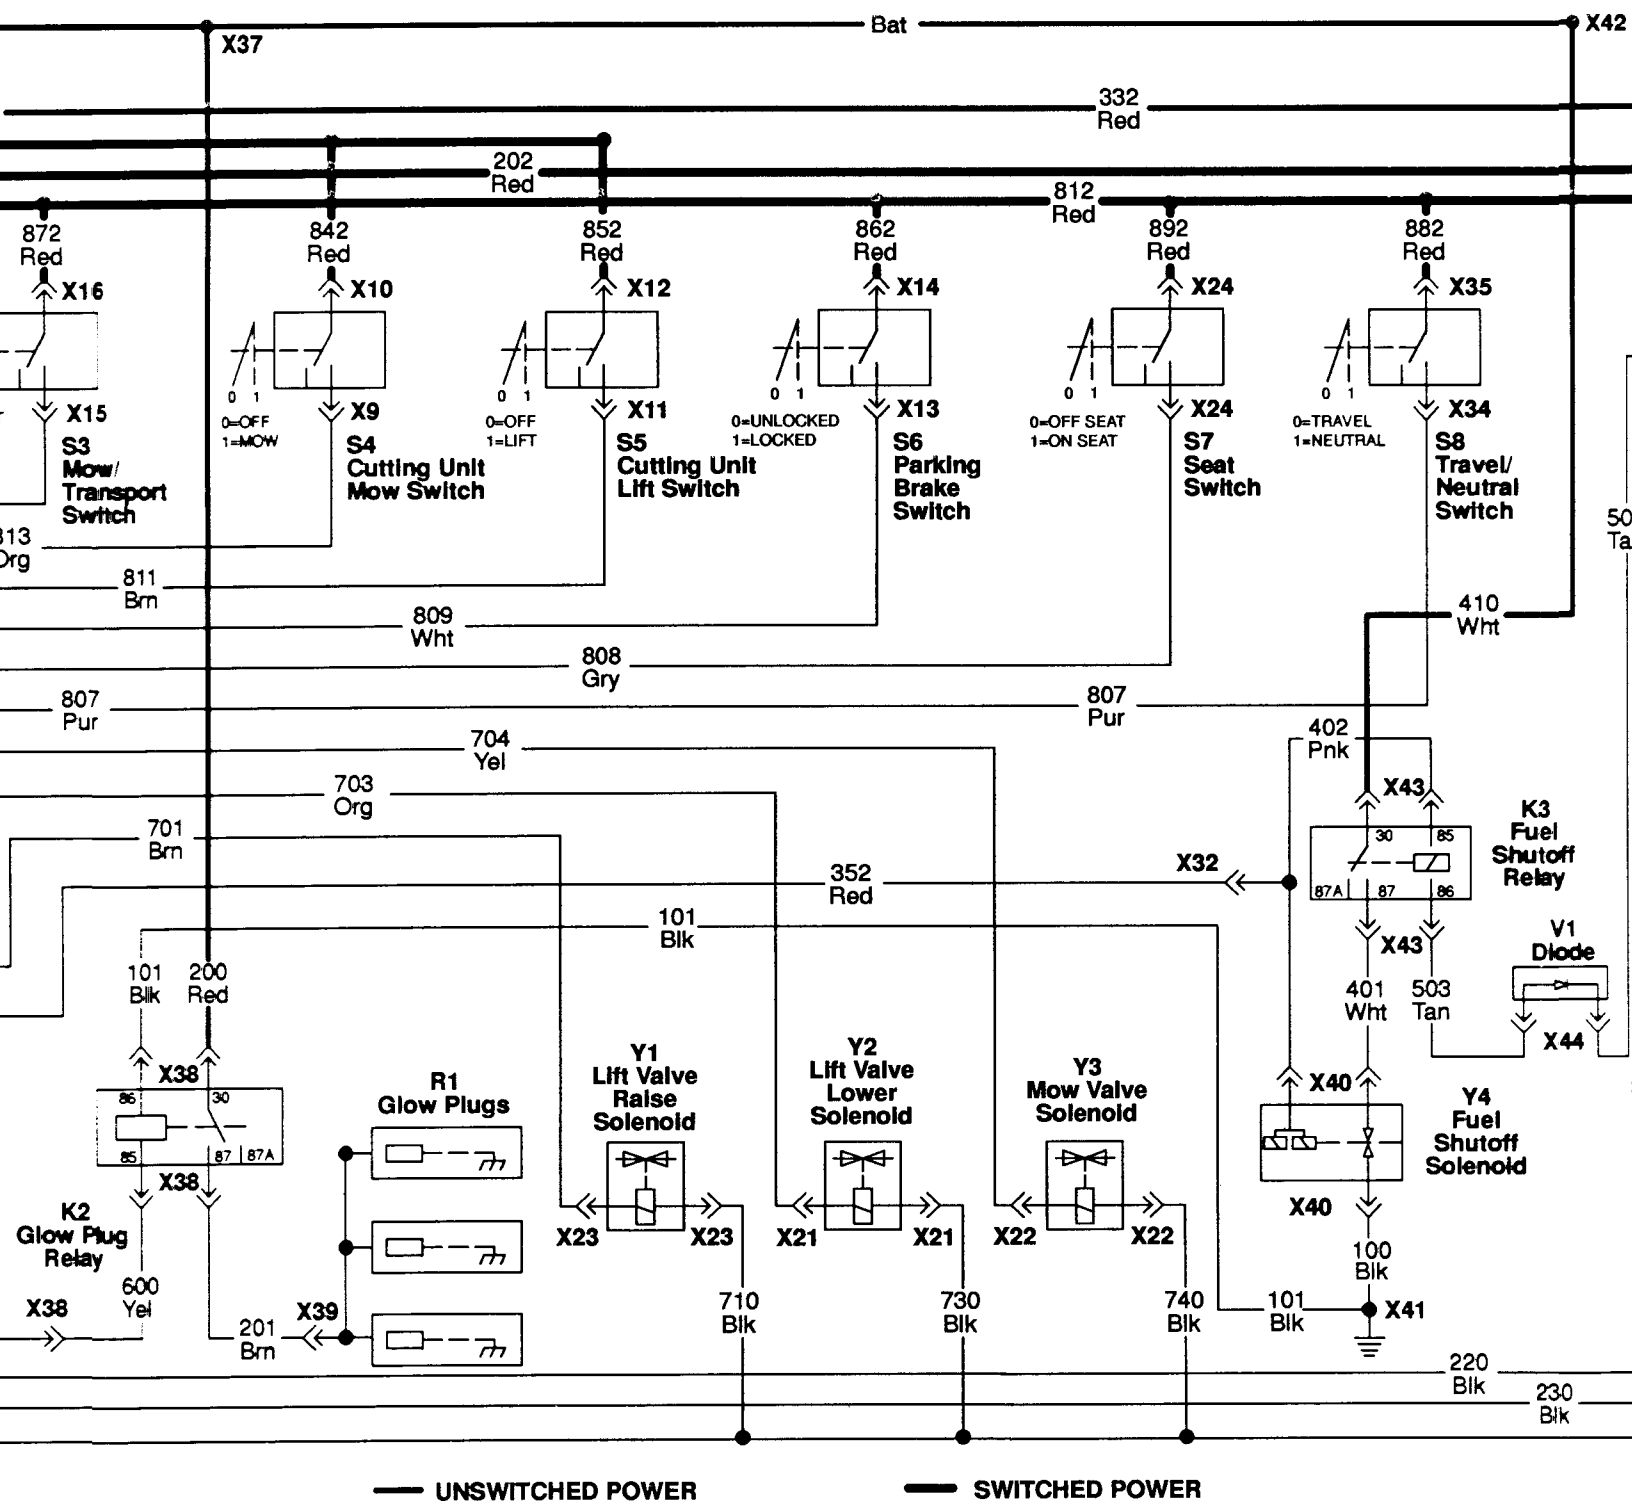 Bat
X37
X42
332
Red
202
Red
812
Red
872
Red
842
Red
852
Red
862
Red
892
Red
882
Red
X16
X10
X12
X14
X24
X35
0 1
0 1
0 1
0 1
0 1
X15
X9
X11
X13
X24
X34
0=OFF
1=MOW
0=OFF
1=LIFT
0=UNLOCKED
1=LOCKED
0=OFF SEAT
1=ON SEAT
0=TRAVEL
1=NEUTRAL
S3
Mow/
Transport
Switch
S4
Cutting Unit
Mow Switch
S5
Cutting Unit
Lift Switch
S6
Parking
Brake
Switch
S7
Seat
Switch
S8
Travel/
Neutral
Switch
50
Ta
813
Org
811
Brn
809
Wht
410
Wht
808
Gry
807
Pur
807
Pur
704
Yel
402
Pnk
703
Org
X43
701
Brn
K3
Fuel
Shutoff
Relay
30
85
87A
87
86
X32
352
Red
101
Blk
X43
V1
Diode
101
Blk
200
Red
401
Wht
503
Tan
X44
X38
86
30
85
87
87A
X38
K2
Glow Plug
Relay
R1
Glow Plugs
Y1
Lift Valve
Raise
Solenoid
Y2
Lift Valve
Lower
Solenoid
Y3
Mow Valve
Solenoid
X40
Y4
Fuel
Shutoff
Solenoid
X40
X23
X23
X21
X21
X22
X22
100
Blk
600
Yel
X38
X39
201
Brn
710
Blk
730
Blk
740
Blk
101
Blk
X41
220
Blk
230
Blk
UNSWITCHED POWER
SWITCHED POWER